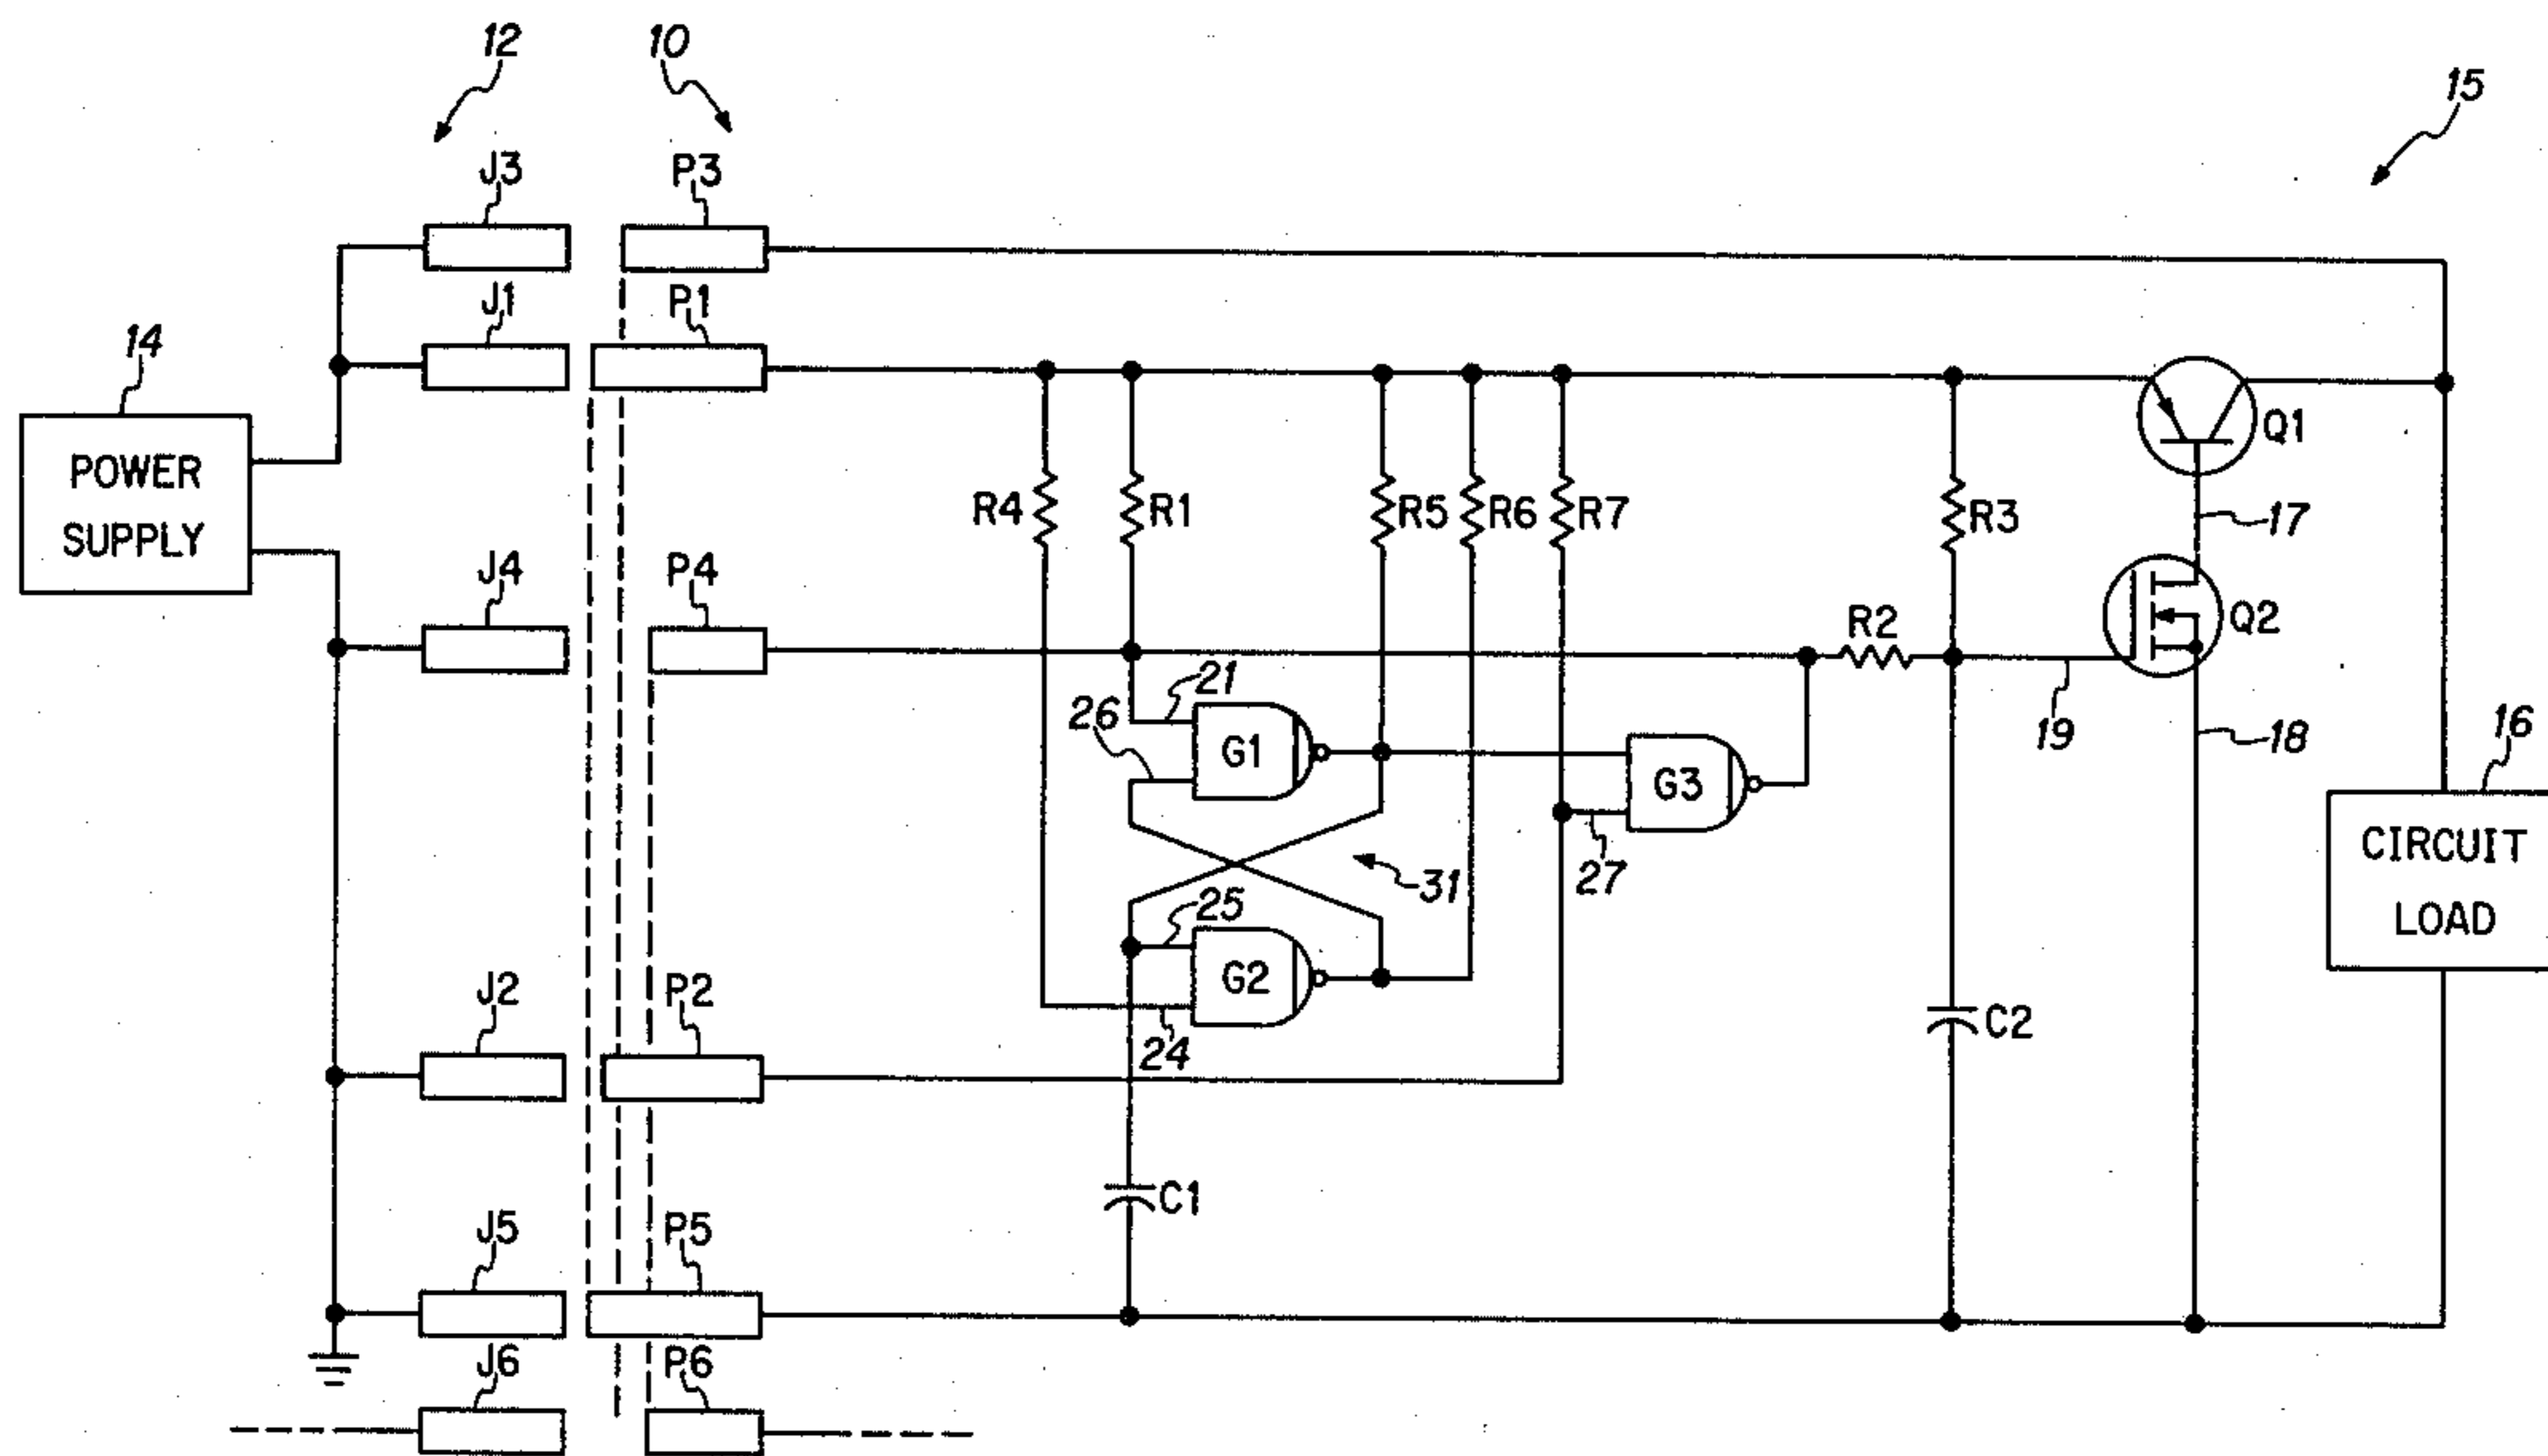 12
10
15
J3
P3
J1
P1
14
POWER
SUPPLY
Q1
R4
R1
R5
R6
R7
R3
17
J4
P4
R2
Q2
21
26
G1
19
18
16
G3
CIRCUIT
LOAD
27
31
25
G2
J2
P2
24
C2
C1
J5
P5
J6
P6